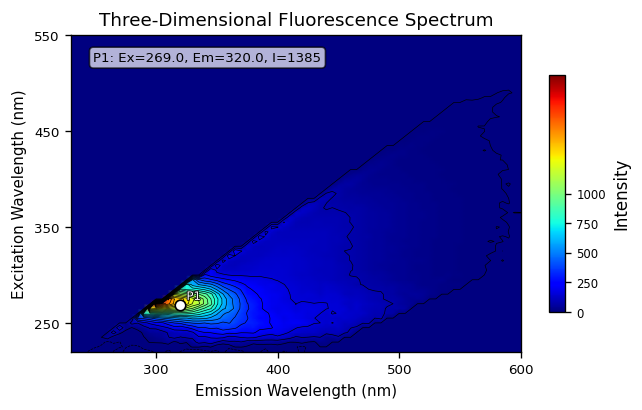 Three-Dimensional Fluorescence Spectrum
P1: Ex=269.0, Em=320.0, I=1385
P1
550
450
350
250
Excitation Wavelength (nm)
300
400
500
600
Emission Wavelength (nm)
1000
750
500
250
0
Intensity